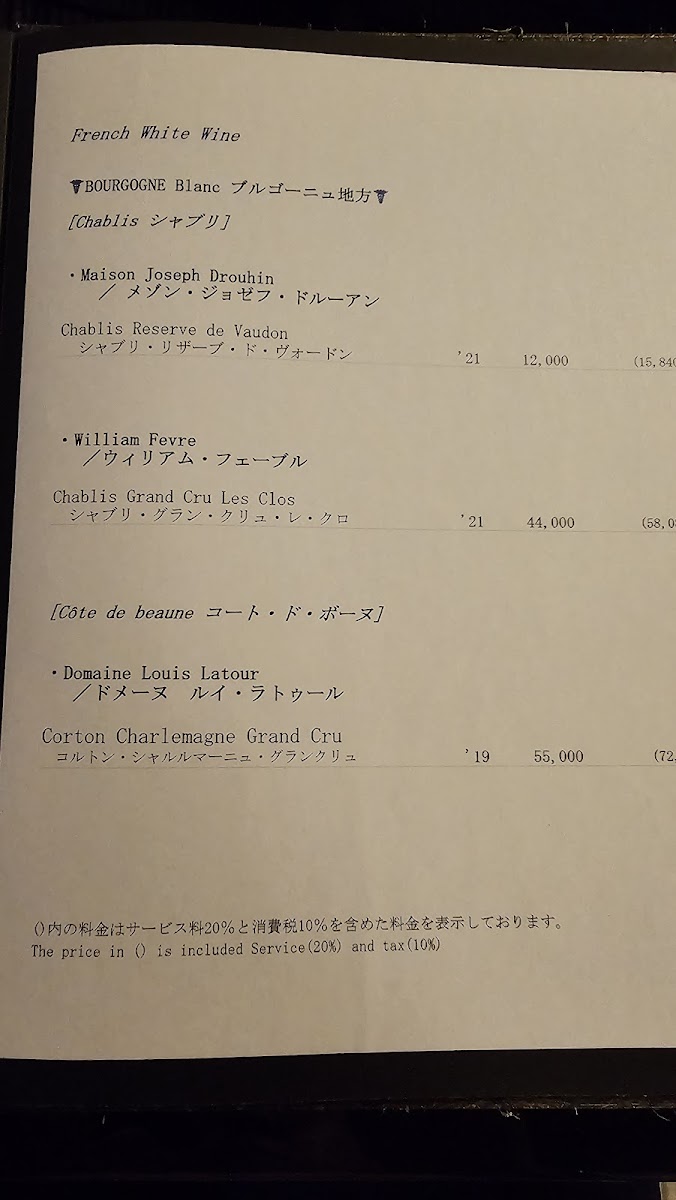 French White Wine
BOURGOGNE Blanc ブルゴーニュ地方
[Chablis シャブリ]
・Maison Joseph Drouhin
／ メゾン・ジョゼフ・ドルーアン
Chablis Reserve de Vaudon
シャブリ・リザーブ・ド・ヴォードン '21 12,000 (15,840
・William Fevre
／ウィリアム・フェーブル
Chablis Grand Cru Les Clos
シャブリ・グラン・クリュ・レ・クロ '21 44,000 (58,08
[Côte de beaune コート・ド・ボーヌ]
・Domaine Louis Latour
／ドメーヌ ルイ・ラトゥール
Corton Charlemagne Grand Cru
コルトン・シャルルマーニュ・グランクリュ '19 55,000 (72,
()内の料金はサービス料20%と消費税10%を含めた料金を表示しております。
The price in () is included Service(20%) and tax(10%)